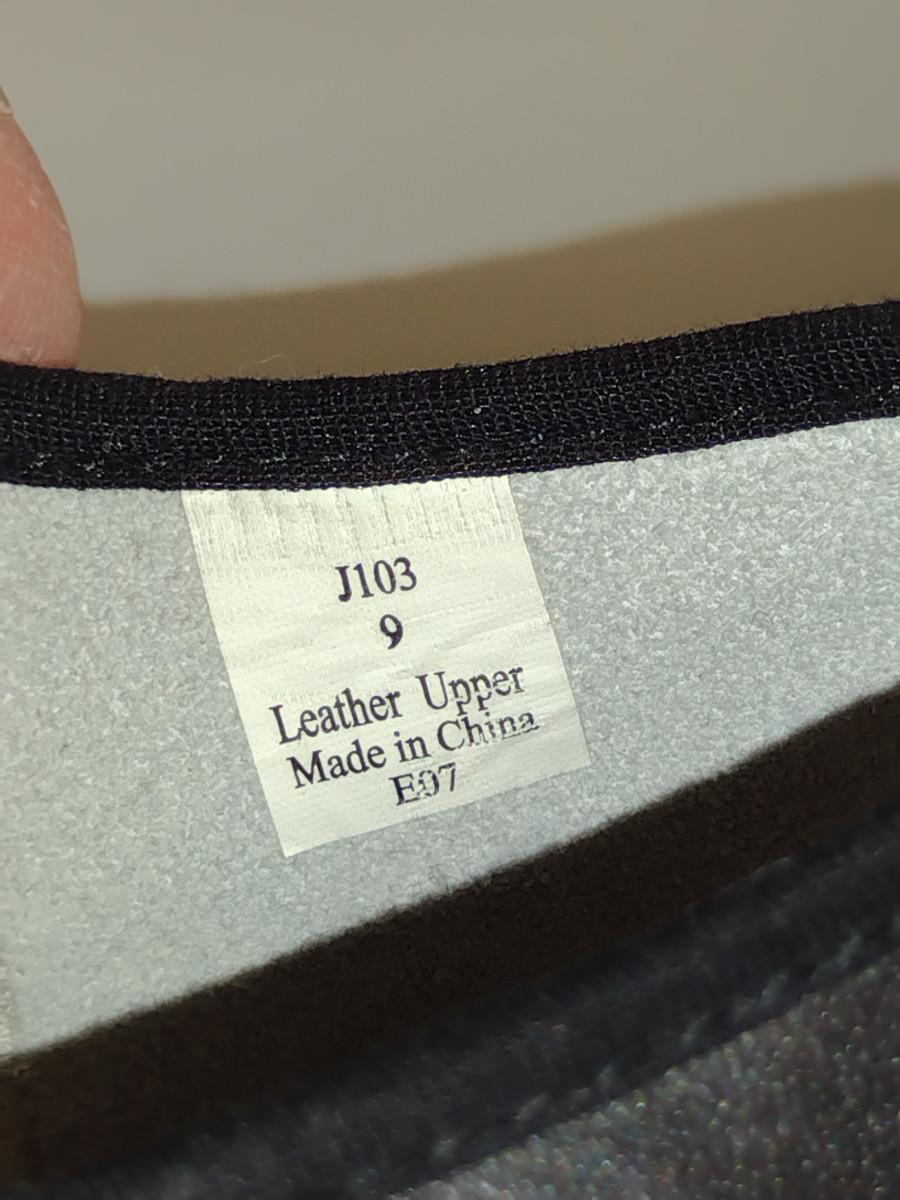 J103
9
Leather Upper
Made in China
E07